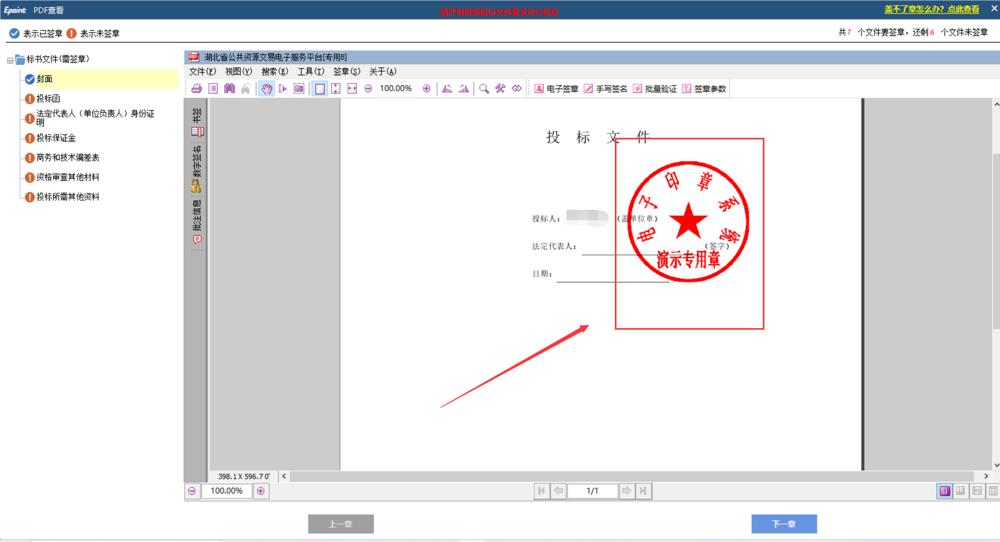 Epoint PDF查看
请严格按照招标文件要求进行签章
盖不了章怎么办？点此查看
表示已签章 表示未签章
共7 个文件要签章，还剩6 个文件未签章
标书文件(需签章)
封面
投标函
法定代表人（单位负责人）身份证
明
投标保证金
商务和技术偏差表
资格审查其他材料
投标所需其他资料
湖北省公共资源交易电子服务平台[专用B]
文件(F) 视图(V) 搜索(E) 工具(T) 签章(S) 关于(A)
100.00% 电子签章 手写签名 批量验证 签章参数
书签
数字签名
批注信息
投 标 文 件
投标人： （盖单位章）
法定代表人： （签字）
日期：
电子印章系统
演示专用章
398.1 X 596.7 0'
100.00%
1/1
上一章
下一章